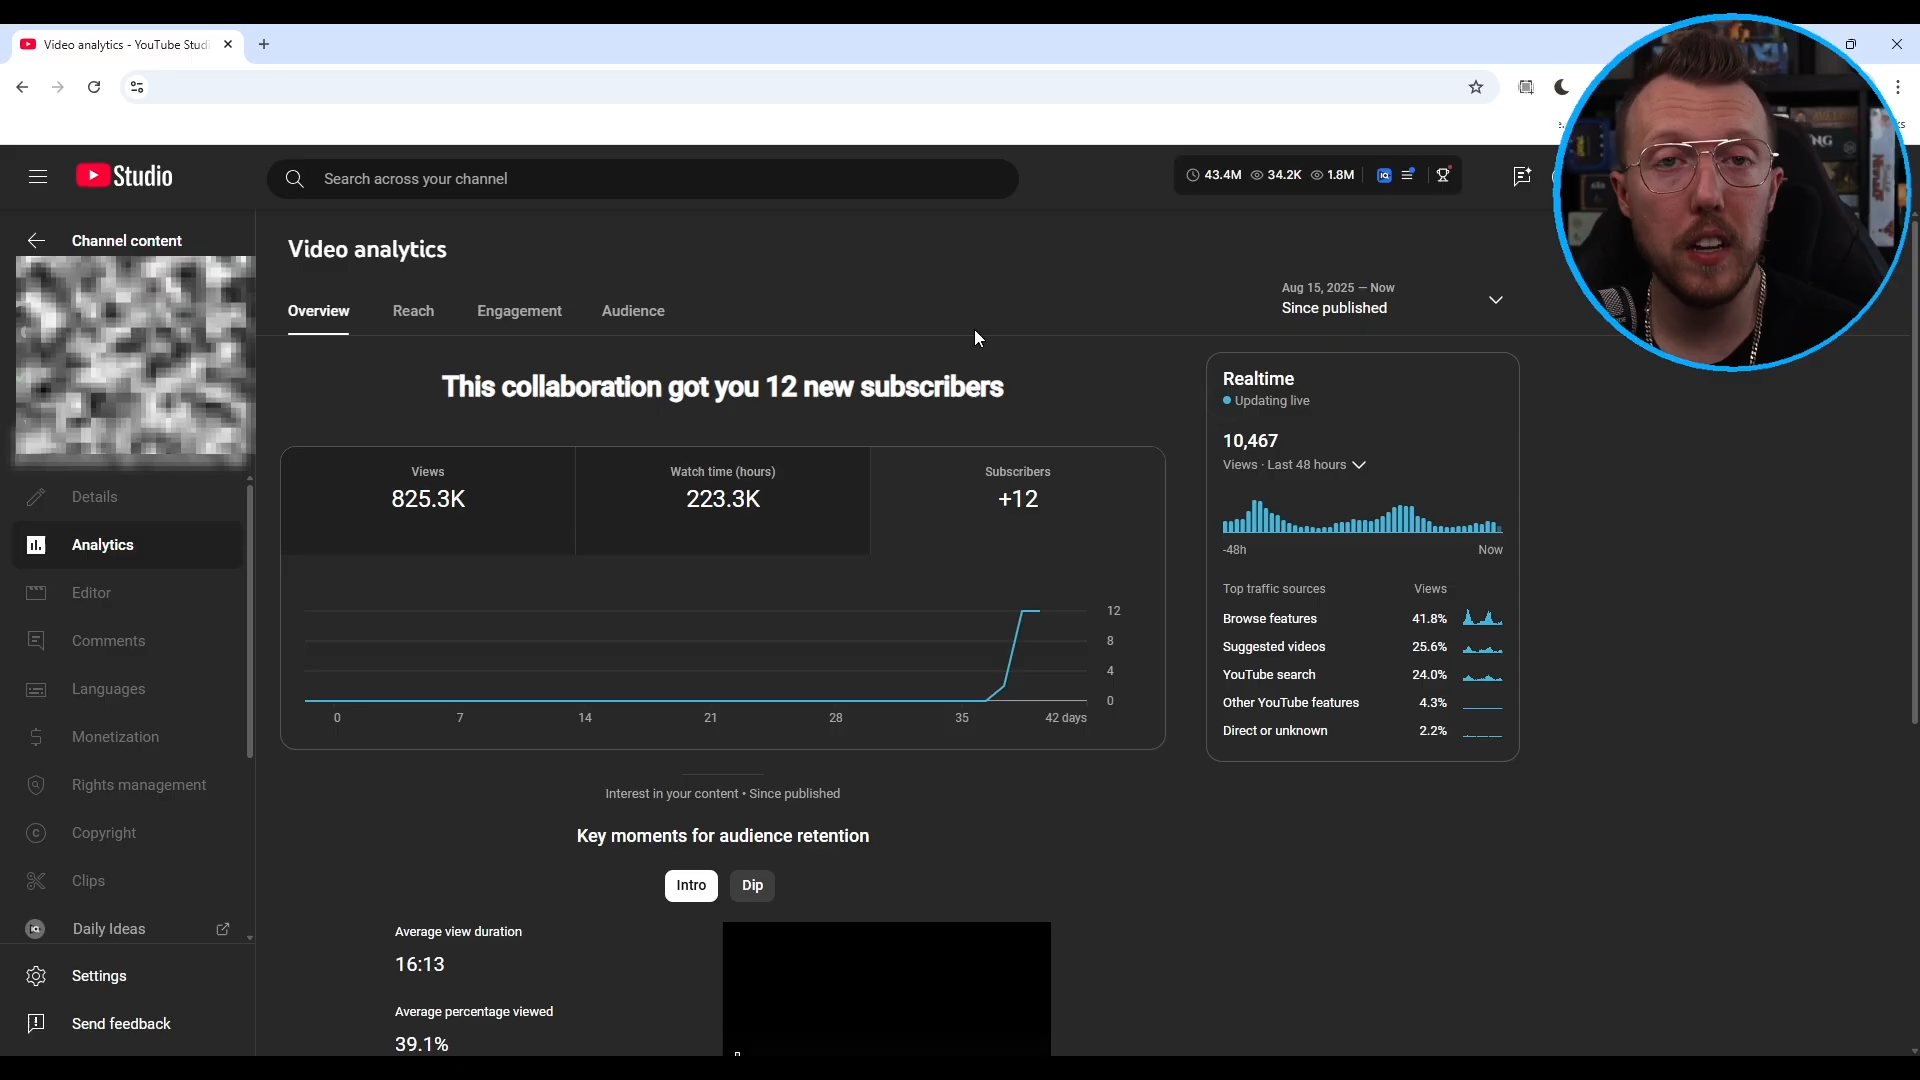 Video analytics - YouTube Studi
Studio
Search across your channel
43.4M 34.2K 1.8M
Channel content
Details
Analytics
Editor
Comments
Languages
Monetization
Rights management
Copyright
Clips
Daily Ideas
Settings
Send feedback
Video analytics
Overview Reach Engagement Audience
Aug 15, 2025 – Now
Since published
This collaboration got you 12 new subscribers
Views Watch time (hours) Subscribers
825.3K 223.3K +12
12
8
4
0
0 7 14 21 28 35 42 days
Interest in your content • Since published
Key moments for audience retention
Intro Dip
Average view duration
16:13
Average percentage viewed
39.1%
Realtime
Updating live
10,467
Views · Last 48 hours
-48h Now
Top traffic sources Views
Browse features 41.8%
Suggested videos 25.6%
YouTube search 24.0%
Other YouTube features 4.3%
Direct or unknown 2.2%